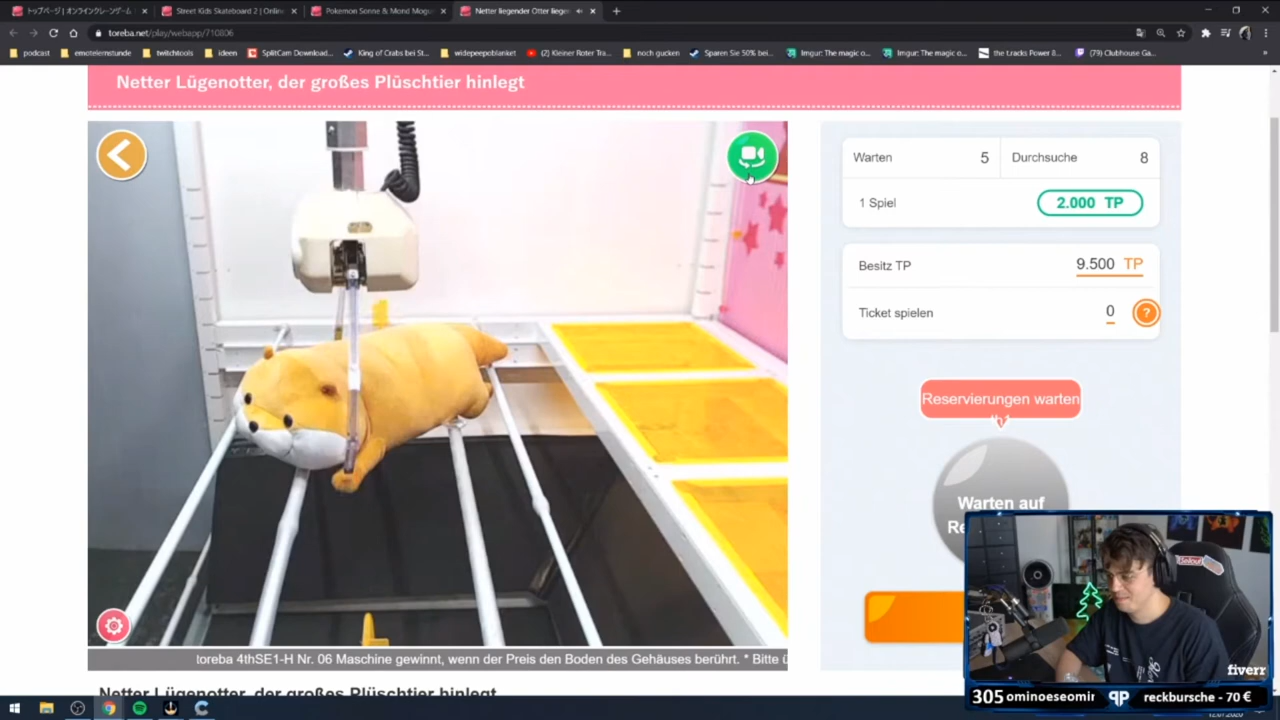 トップページ | オンラインクレーンゲーム
Street Kids Skateboard 2 | Onlin
Pokemon Sonne & Mond Mogu
Netter liegender Otter liegen
toreba.net/play/webapp/710806
podcast
emotelernstunde
twitchtools
ideen
SplitCam Download...
King of Crabs bei St...
widepeepoblanket
(2) Kleiner Roter Tra...
noch gucken
Sparen Sie 50% bei...
Imgur: The magic o...
Imgur: The magic o...
the t.racks Power 8...
(79) Clubhouse Ga...
Netter Lügenotter, der großes Plüschtier hinlegt
Warten 5
Durchsuche 8
1 Spiel 2.000 TP
Besitz TP 9.500 TP
Ticket spielen 0 ?
Reservierungen warten
Warten auf
Re
toreba 4thSE1-H Nr. 06 Maschine gewinnt, wenn der Preis den Boden des Gehäuses berührt. * Bitte ü
Netter Lügenotter, der großes Plüschtier hinlegt
fiverr
305 ominoeseomir
reckbursche - 70 €
12.07.2020